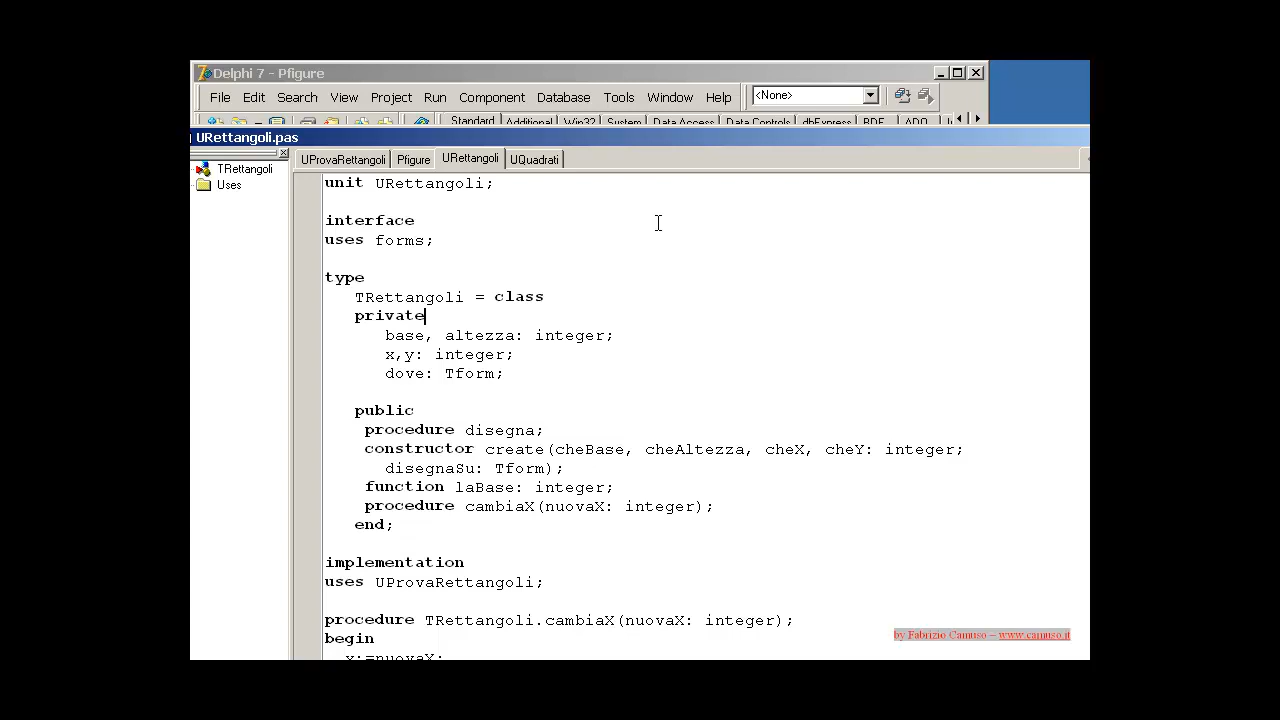 Delphi 7 - Pfigure
File Edit Search View Project Run Component Database Tools Window Help
<None>
Standard Additional Win32 System Data Access Data Controls dbExpress BDE ADO
URettangoli.pas
TRettangoli
Uses
UProvaRettangoli Pfigure URettangoli UQuadrati
unit URettangoli;
interface
uses forms;
type
TRettangoli = class
private
base, altezza: integer;
x,y: integer;
dove: Tform;
public
procedure disegna;
constructor create(cheBase, cheAltezza, cheX, cheY: integer;
disegnaSu: Tform);
function laBase: integer;
procedure cambiaX(nuovaX: integer);
end;
implementation
uses UProvaRettangoli;
procedure TRettangoli.cambiaX(nuovaX: integer);
begin
x:=nuovaX;
by Fabrizio Camuso – www.camuso.it